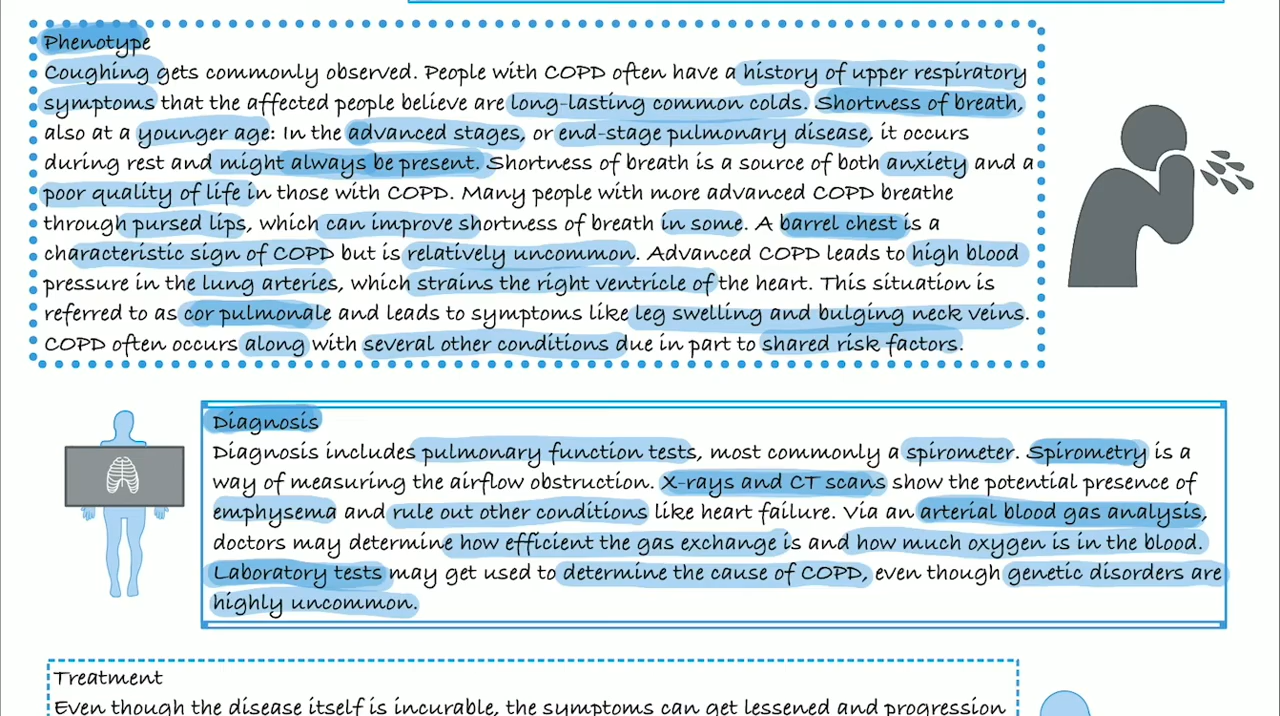 Phenotype
Coughing gets commonly observed. People with COPD often have a history of upper respiratory
symptoms that the affected people believe are long-lasting common colds. Shortness of breath,
also at a younger age: In the advanced stages, or end-stage pulmonary disease, it occurs
during rest and might always be present. Shortness of breath is a source of both anxiety and a
poor quality of life in those with COPD. Many people with more advanced COPD breathe
through pursed lips, which can improve shortness of breath in some. A barrel chest is a
characteristic sign of COPD but is relatively uncommon. Advanced COPD leads to high blood
pressure in the lung arteries, which strains the right ventricle of the heart. This situation is
referred to as cor pulmonale and leads to symptoms like leg swelling and bulging neck veins.
COPD often occurs along with several other conditions due in part to shared risk factors.
Diagnosis
Diagnosis includes pulmonary function tests, most commonly a spirometer. Spirometry is a
way of measuring the airflow obstruction. X-rays and CT scans show the potential presence of
emphysema and rule out other conditions like heart failure. Via an arterial blood gas analysis,
doctors may determine how efficient the gas exchange is and how much oxygen is in the blood.
Laboratory tests may get used to determine the cause of COPD, even though genetic disorders are
highly uncommon.
Treatment
Even though the disease itself is incurable, the symptoms can get lessened and progression